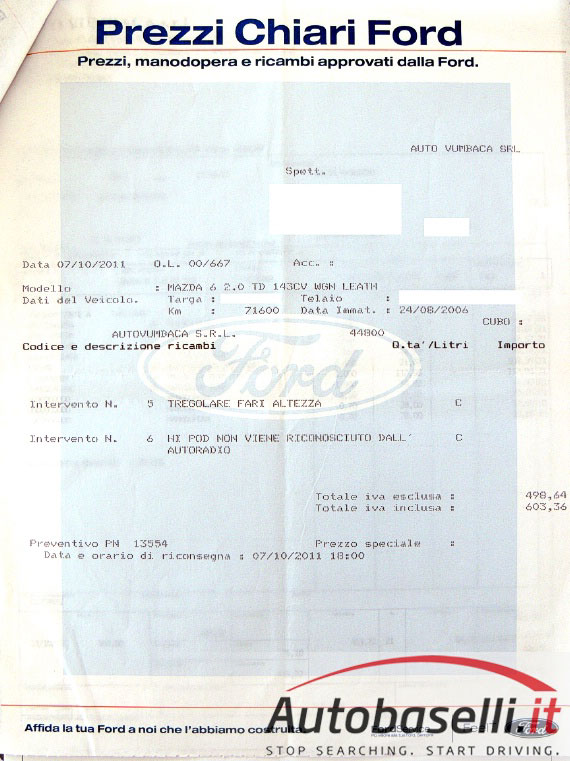 Prezzi Chiari Ford
Prezzi, manodopera e ricambi approvati dalla Ford.
AUTO VUMBACA SRL
Spett.
Data 07/10/2011 O.L. 00/667 Acc. :
Modello : MAZDA 6 2.0 TD 143CV WGN LEATH
Dati del Veicolo. Targa : Telaio :
Km : 71600 Data Immat. : 24/08/2006
CUBO :
AUTOVUMBACA S.R.L. 44800
Codice e descrizione ricambi Q.ta'/Litri Importo
Ford
Intervento N. 5 TREGOLARE FARI ALTEZZA C
Intervento N. 6 HI POD NON VIENE RICONOSCIUTO DALL'
AUTORADIO C
Totale iva esclusa : 498,64
Totale iva inclusa : 603,36
Preventivo PN 13554 Prezzo speciale :
Data e orario di riconsegna : 07/10/2011 18:00
Autobaselli.it
Affida la tua Ford a noi che l'abbiamo costruita.
Ford
STOP SEARCHING. START DRIVING.